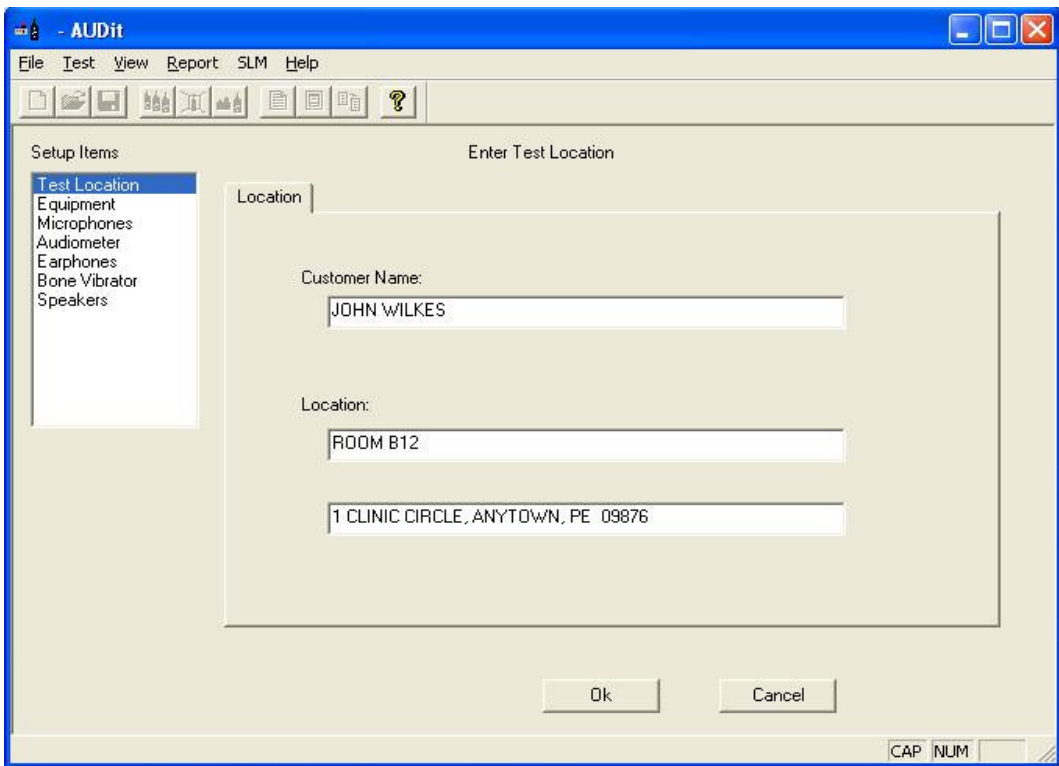 - AUDit
File Test View Report SLM Help
?
Setup Items
Enter Test Location
Test Location
Equipment
Microphones
Audiometer
Earphones
Bone Vibrator
Speakers
Location
Customer Name:
JOHN WILKES
Location:
ROOM B12
1 CLINIC CIRCLE, ANYTOWN, PE 09876
Ok Cancel
CAP NUM